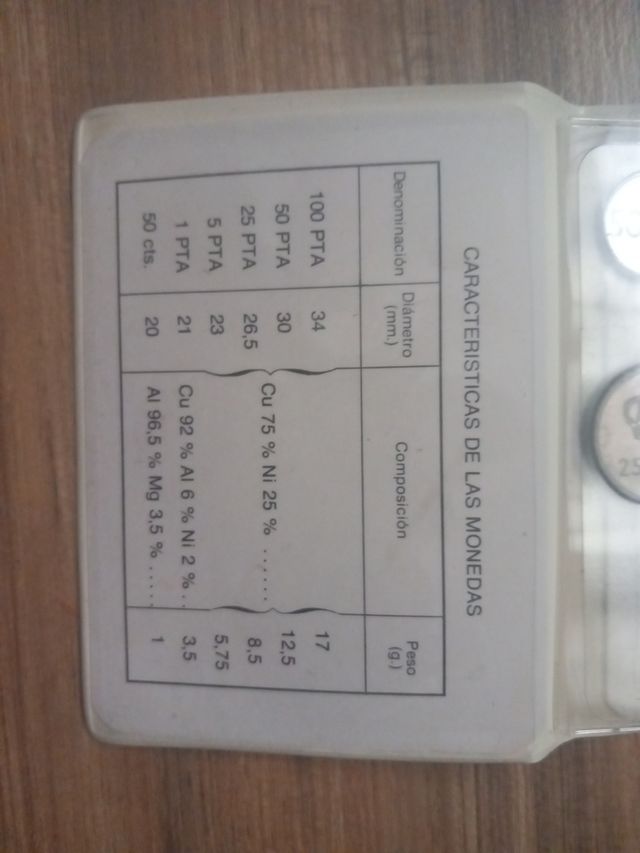 CARACTERISTICAS DE LAS MONEDAS
Denominación Diámetro (mm.) Composición Peso (g.)
100 PTA 34 17
50 PTA 30 12,5
25 PTA 26,5 Cu 75 % Ni 25 % ...... 8,5
5 PTA 23 5,75
1 PTA 21 Cu 92 % Al 6 % Ni 2 % .. 3,5
50 cts. 20 Al 96,5 % Mg 3,5 % ..... 1
25